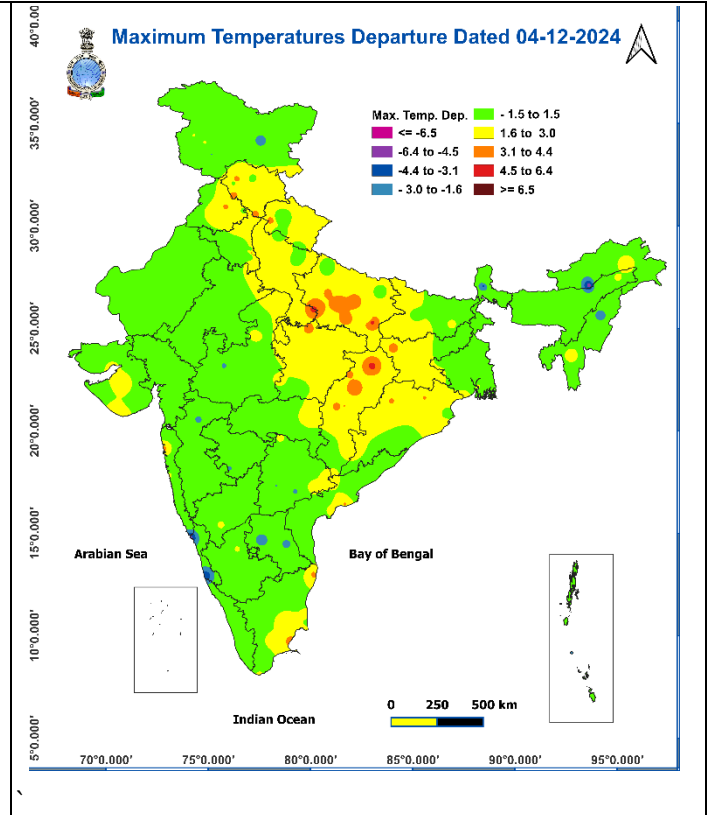 Maximum Temperatures Departure Dated 04-12-2024
Max. Temp. Dep.
<= -6.5
-6.4 to -4.5
-4.4 to -3.1
- 3.0 to -1.6
- 1.5 to 1.5
1.6 to 3.0
3.1 to 4.4
4.5 to 6.4
>= 6.5
40°0.000'
35°0.000'
30°0.000'
25°0.000'
20°0.000'
15°0.000'
10°0.000'
5°0.000'
Arabian Sea
Bay of Bengal
Indian Ocean
0 250 500 km
70°0.000' 75°0.000' 80°0.000' 85°0.000' 90°0.000' 95°0.000'
`